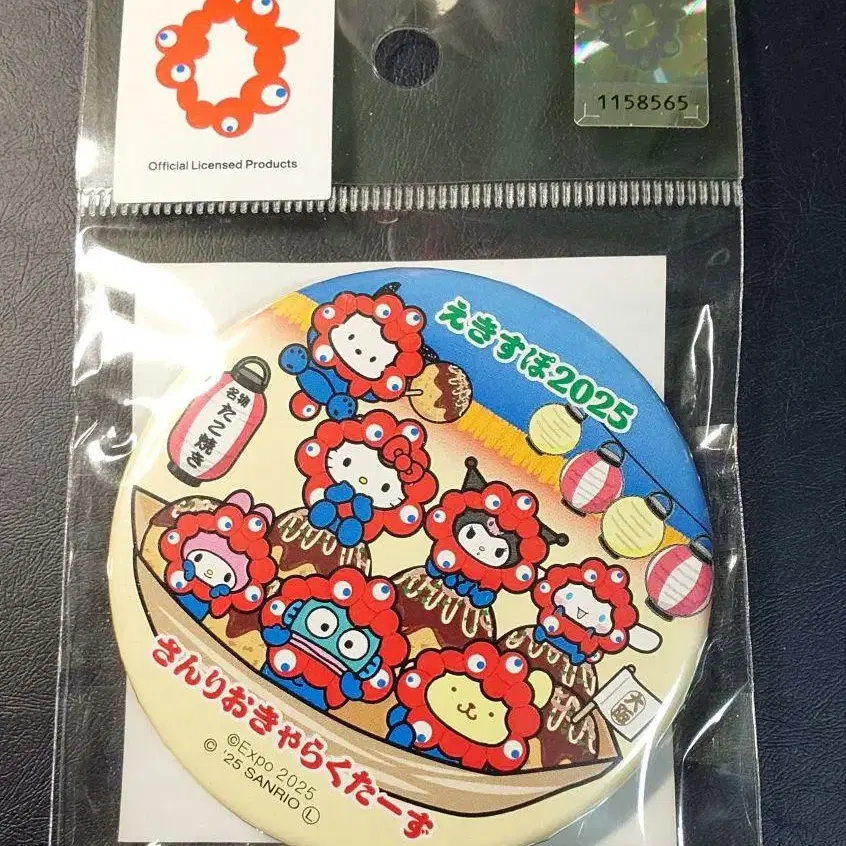 Official Licensed Products
1158565
えきすぽ2025
名物
たこ焼き
大阪
さんりおきゃらくたーず
©Expo 2025
© '25 SANRIO Ⓛ